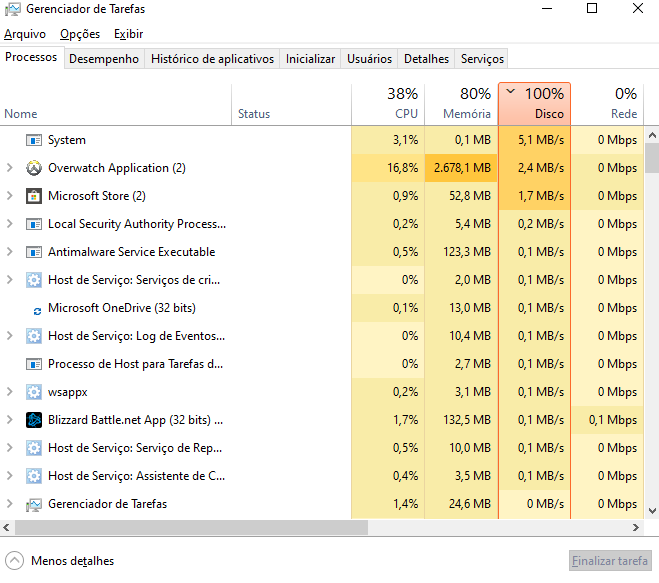 Gerenciador de Tarefas
Arquivo Opções Exibir
Processos Desempenho Histórico de aplicativos Inicializar Usuários Detalhes Serviços
38% 80% 100% 0%
Nome Status CPU Memória Disco Rede
System 3,1% 0,1 MB 5,1 MB/s 0 Mbps
Overwatch Application (2) 16,8% 2.678,1 MB 2,4 MB/s 0 Mbps
Microsoft Store (2) 0,9% 52,8 MB 1,7 MB/s 0 Mbps
Local Security Authority Process... 0,2% 5,4 MB 0,2 MB/s 0 Mbps
Antimalware Service Executable 0,5% 123,3 MB 0,1 MB/s 0 Mbps
Host de Serviço: Serviços de cri... 0% 2,0 MB 0,1 MB/s 0 Mbps
Microsoft OneDrive (32 bits) 0,1% 13,0 MB 0,1 MB/s 0 Mbps
Host de Serviço: Log de Eventos... 0% 10,4 MB 0,1 MB/s 0 Mbps
Processo de Host para Tarefas d... 0% 2,7 MB 0,1 MB/s 0 Mbps
wsappx 0,2% 3,1 MB 0,1 MB/s 0 Mbps
Blizzard Battle.net App (32 bits) ... 1,7% 132,5 MB 0,1 MB/s 0,1 Mbps
Host de Serviço: Serviço de Rep... 0,5% 10,0 MB 0,1 MB/s 0 Mbps
Host de Serviço: Assistente de C... 0,4% 3,5 MB 0,1 MB/s 0 Mbps
Gerenciador de Tarefas 1,4% 24,6 MB 0 MB/s 0 Mbps
Menos detalhes Finalizar tarefa